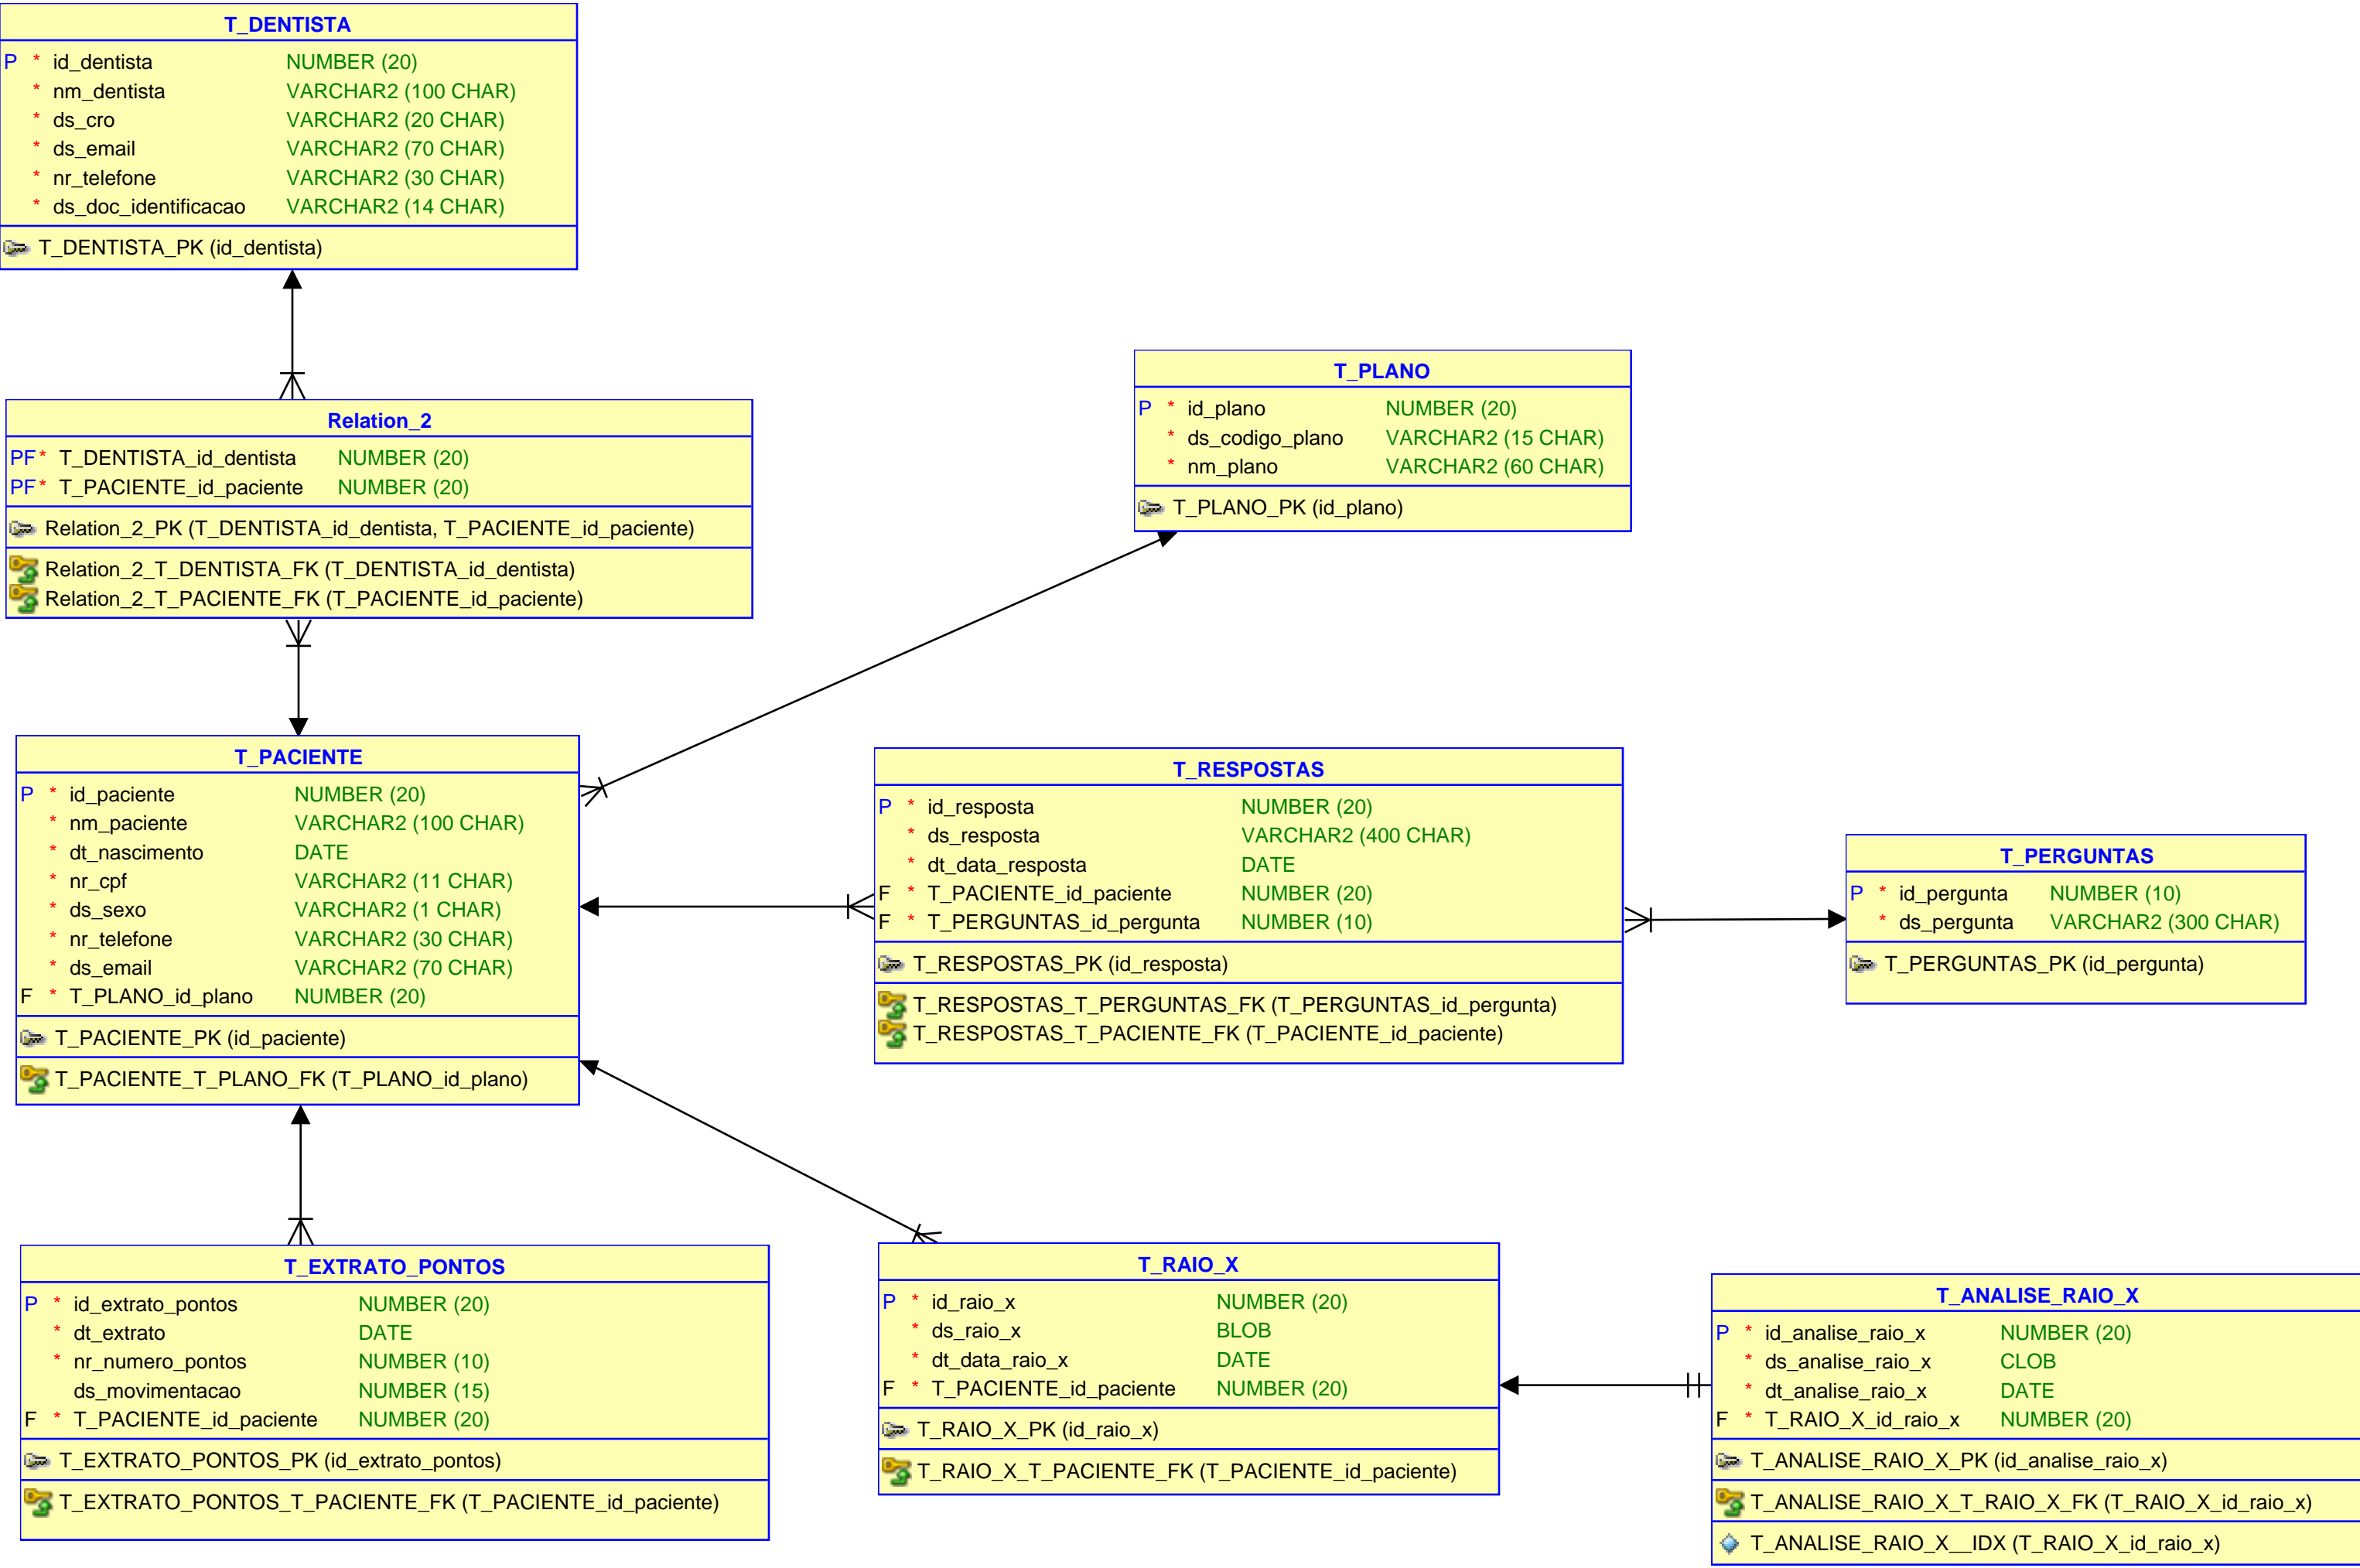 T_DENTISTA
P * id_dentista NUMBER (20)
* nm_dentista VARCHAR2 (100 CHAR)
* ds_cro VARCHAR2 (20 CHAR)
* ds_email VARCHAR2 (70 CHAR)
* nr_telefone VARCHAR2 (30 CHAR)
* ds_doc_identificacao VARCHAR2 (14 CHAR)
T_DENTISTA_PK (id_dentista)
Relation_2
PF* T_DENTISTA_id_dentista NUMBER (20)
PF* T_PACIENTE_id_paciente NUMBER (20)
Relation_2_PK (T_DENTISTA_id_dentista, T_PACIENTE_id_paciente)
Relation_2_T_DENTISTA_FK (T_DENTISTA_id_dentista)
Relation_2_T_PACIENTE_FK (T_PACIENTE_id_paciente)
T_PLANO
P * id_plano NUMBER (20)
* ds_codigo_plano VARCHAR2 (15 CHAR)
* nm_plano VARCHAR2 (60 CHAR)
T_PLANO_PK (id_plano)
T_PACIENTE
P * id_paciente NUMBER (20)
* nm_paciente VARCHAR2 (100 CHAR)
* dt_nascimento DATE
* nr_cpf VARCHAR2 (11 CHAR)
* ds_sexo VARCHAR2 (1 CHAR)
* nr_telefone VARCHAR2 (30 CHAR)
* ds_email VARCHAR2 (70 CHAR)
F * T_PLANO_id_plano NUMBER (20)
T_PACIENTE_PK (id_paciente)
T_PACIENTE_T_PLANO_FK (T_PLANO_id_plano)
T_RESPOSTAS
P * id_resposta NUMBER (20)
* ds_resposta VARCHAR2 (400 CHAR)
* dt_data_resposta DATE
F * T_PACIENTE_id_paciente NUMBER (20)
F * T_PERGUNTAS_id_pergunta NUMBER (10)
T_RESPOSTAS_PK (id_resposta)
T_RESPOSTAS_T_PERGUNTAS_FK (T_PERGUNTAS_id_pergunta)
T_RESPOSTAS_T_PACIENTE_FK (T_PACIENTE_id_paciente)
T_PERGUNTAS
P * id_pergunta NUMBER (10)
* ds_pergunta VARCHAR2 (300 CHAR)
T_PERGUNTAS_PK (id_pergunta)
T_EXTRATO_PONTOS
P * id_extrato_pontos NUMBER (20)
* dt_extrato DATE
* nr_numero_pontos NUMBER (10)
ds_movimentacao NUMBER (15)
F * T_PACIENTE_id_paciente NUMBER (20)
T_EXTRATO_PONTOS_PK (id_extrato_pontos)
T_EXTRATO_PONTOS_T_PACIENTE_FK (T_PACIENTE_id_paciente)
T_RAIO_X
P * id_raio_x NUMBER (20)
* ds_raio_x BLOB
* dt_data_raio_x DATE
F * T_PACIENTE_id_paciente NUMBER (20)
T_RAIO_X_PK (id_raio_x)
T_RAIO_X_T_PACIENTE_FK (T_PACIENTE_id_paciente)
T_ANALISE_RAIO_X
P * id_analise_raio_x NUMBER (20)
* ds_analise_raio_x CLOB
* dt_analise_raio_x DATE
F * T_RAIO_X_id_raio_x NUMBER (20)
T_ANALISE_RAIO_X_PK (id_analise_raio_x)
T_ANALISE_RAIO_X_T_RAIO_X_FK (T_RAIO_X_id_raio_x)
T_ANALISE_RAIO_X__IDX (T_RAIO_X_id_raio_x)